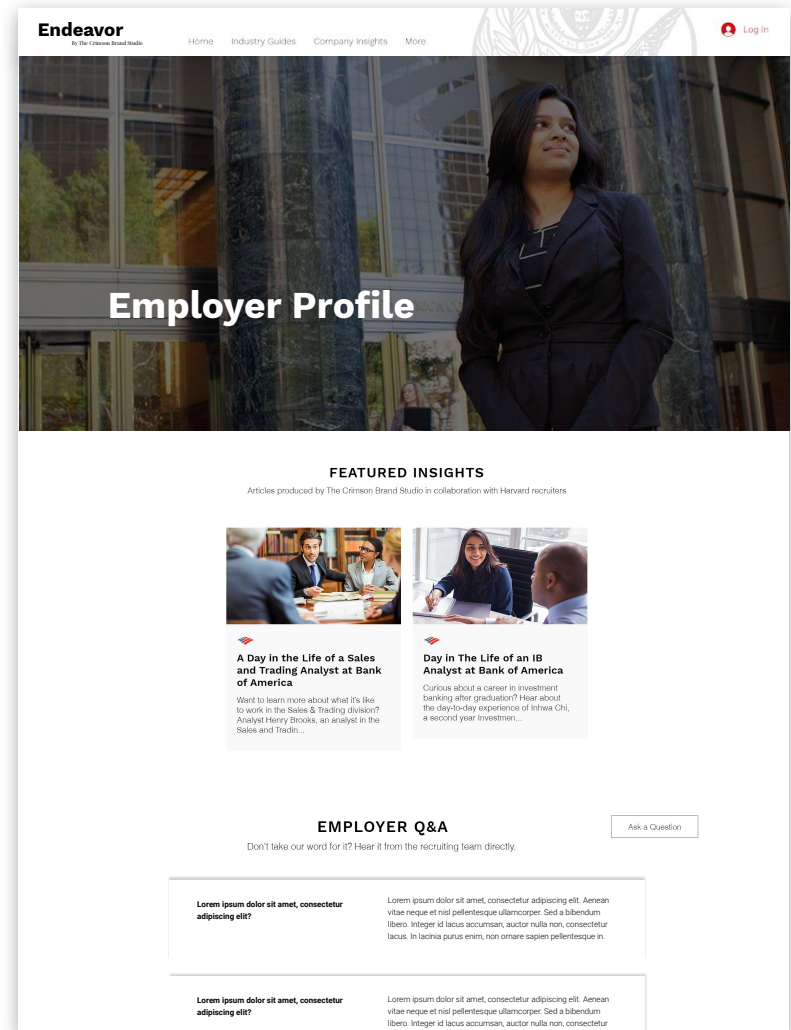 Endeavor
By The Crimson Brand Studio
Home Industry Guides Company Insights More
Log In
Employer Profile
FEATURED INSIGHTS
Articles produced by The Crimson Brand Studio in collaboration with Harvard recruiters
A Day in the Life of a Sales
and Trading Analyst at Bank
of America
Want to learn more about what it's like
to work in the Sales & Trading division?
Analyst Henry Brooks, an analyst in the
Sales and Tradin...
Day in The Life of an IB
Analyst at Bank of America
Curious about a career in investment
banking after graduation? Hear about
the day-to-day experience of Inhwa Chi,
a second year Investmen...
EMPLOYER Q&A
Ask a Question
Don't take our word for it? Hear it from the recruiting team directly.
Lorem ipsum dolor sit amet, consectetur
adipiscing elit?
Lorem ipsum dolor sit amet, consectetur adipiscing elit. Aenean
vitae neque et nisl pellentesque ullamcorper. Sed a bibendum
libero. Integer id lacus accumsan, auctor nulla non, consectetur
lacus. In lacinia purus enim, non ornare sapien pellentesque in.
Lorem ipsum dolor sit amet, consectetur
adipiscing elit?
Lorem ipsum dolor sit amet, consectetur adipiscing elit. Aenean
vitae neque et nisl pellentesque ullamcorper. Sed a bibendum
libero. Integer id lacus accumsan, auctor nulla non, consectetur